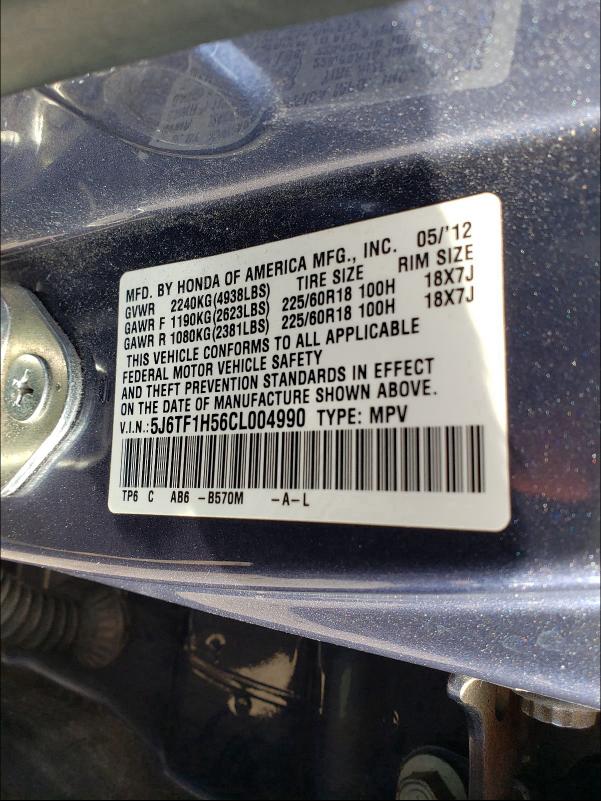 MFD. BY HONDA OF AMERICA MFG., INC. 05/'12
GVWR 2240KG(4938LBS) TIRE SIZE RIM SIZE
GAWR F 1190KG(2623LBS) 225/60R18 100H 18X7J
GAWR R 1080KG(2381LBS) 225/60R18 100H 18X7J
THIS VEHICLE CONFORMS TO ALL APPLICABLE
FEDERAL MOTOR VEHICLE SAFETY
AND THEFT PREVENTION STANDARDS IN EFFECT
ON THE DATE OF MANUFACTURE SHOWN ABOVE.
V.I.N.:5J6TF1H56CL004990 TYPE: MPV
TP6 C AB6 -B570M -A-L